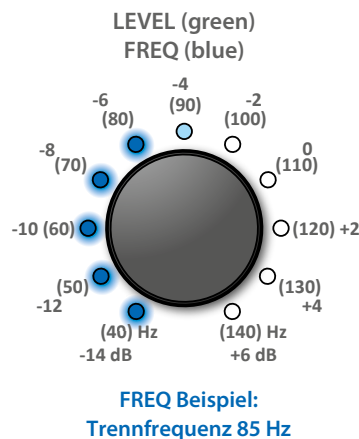 LEVEL (green)
FREQ (blue)
-4
(90)
-6
(80)
-2
(100)
-8
(70)
0
(110)
-10 (60)
(120) +2
(50)
-12
(130)
+4
(40) Hz
-14 dB
(140) Hz
+6 dB
FREQ Beispiel:
Trennfrequenz 85 Hz